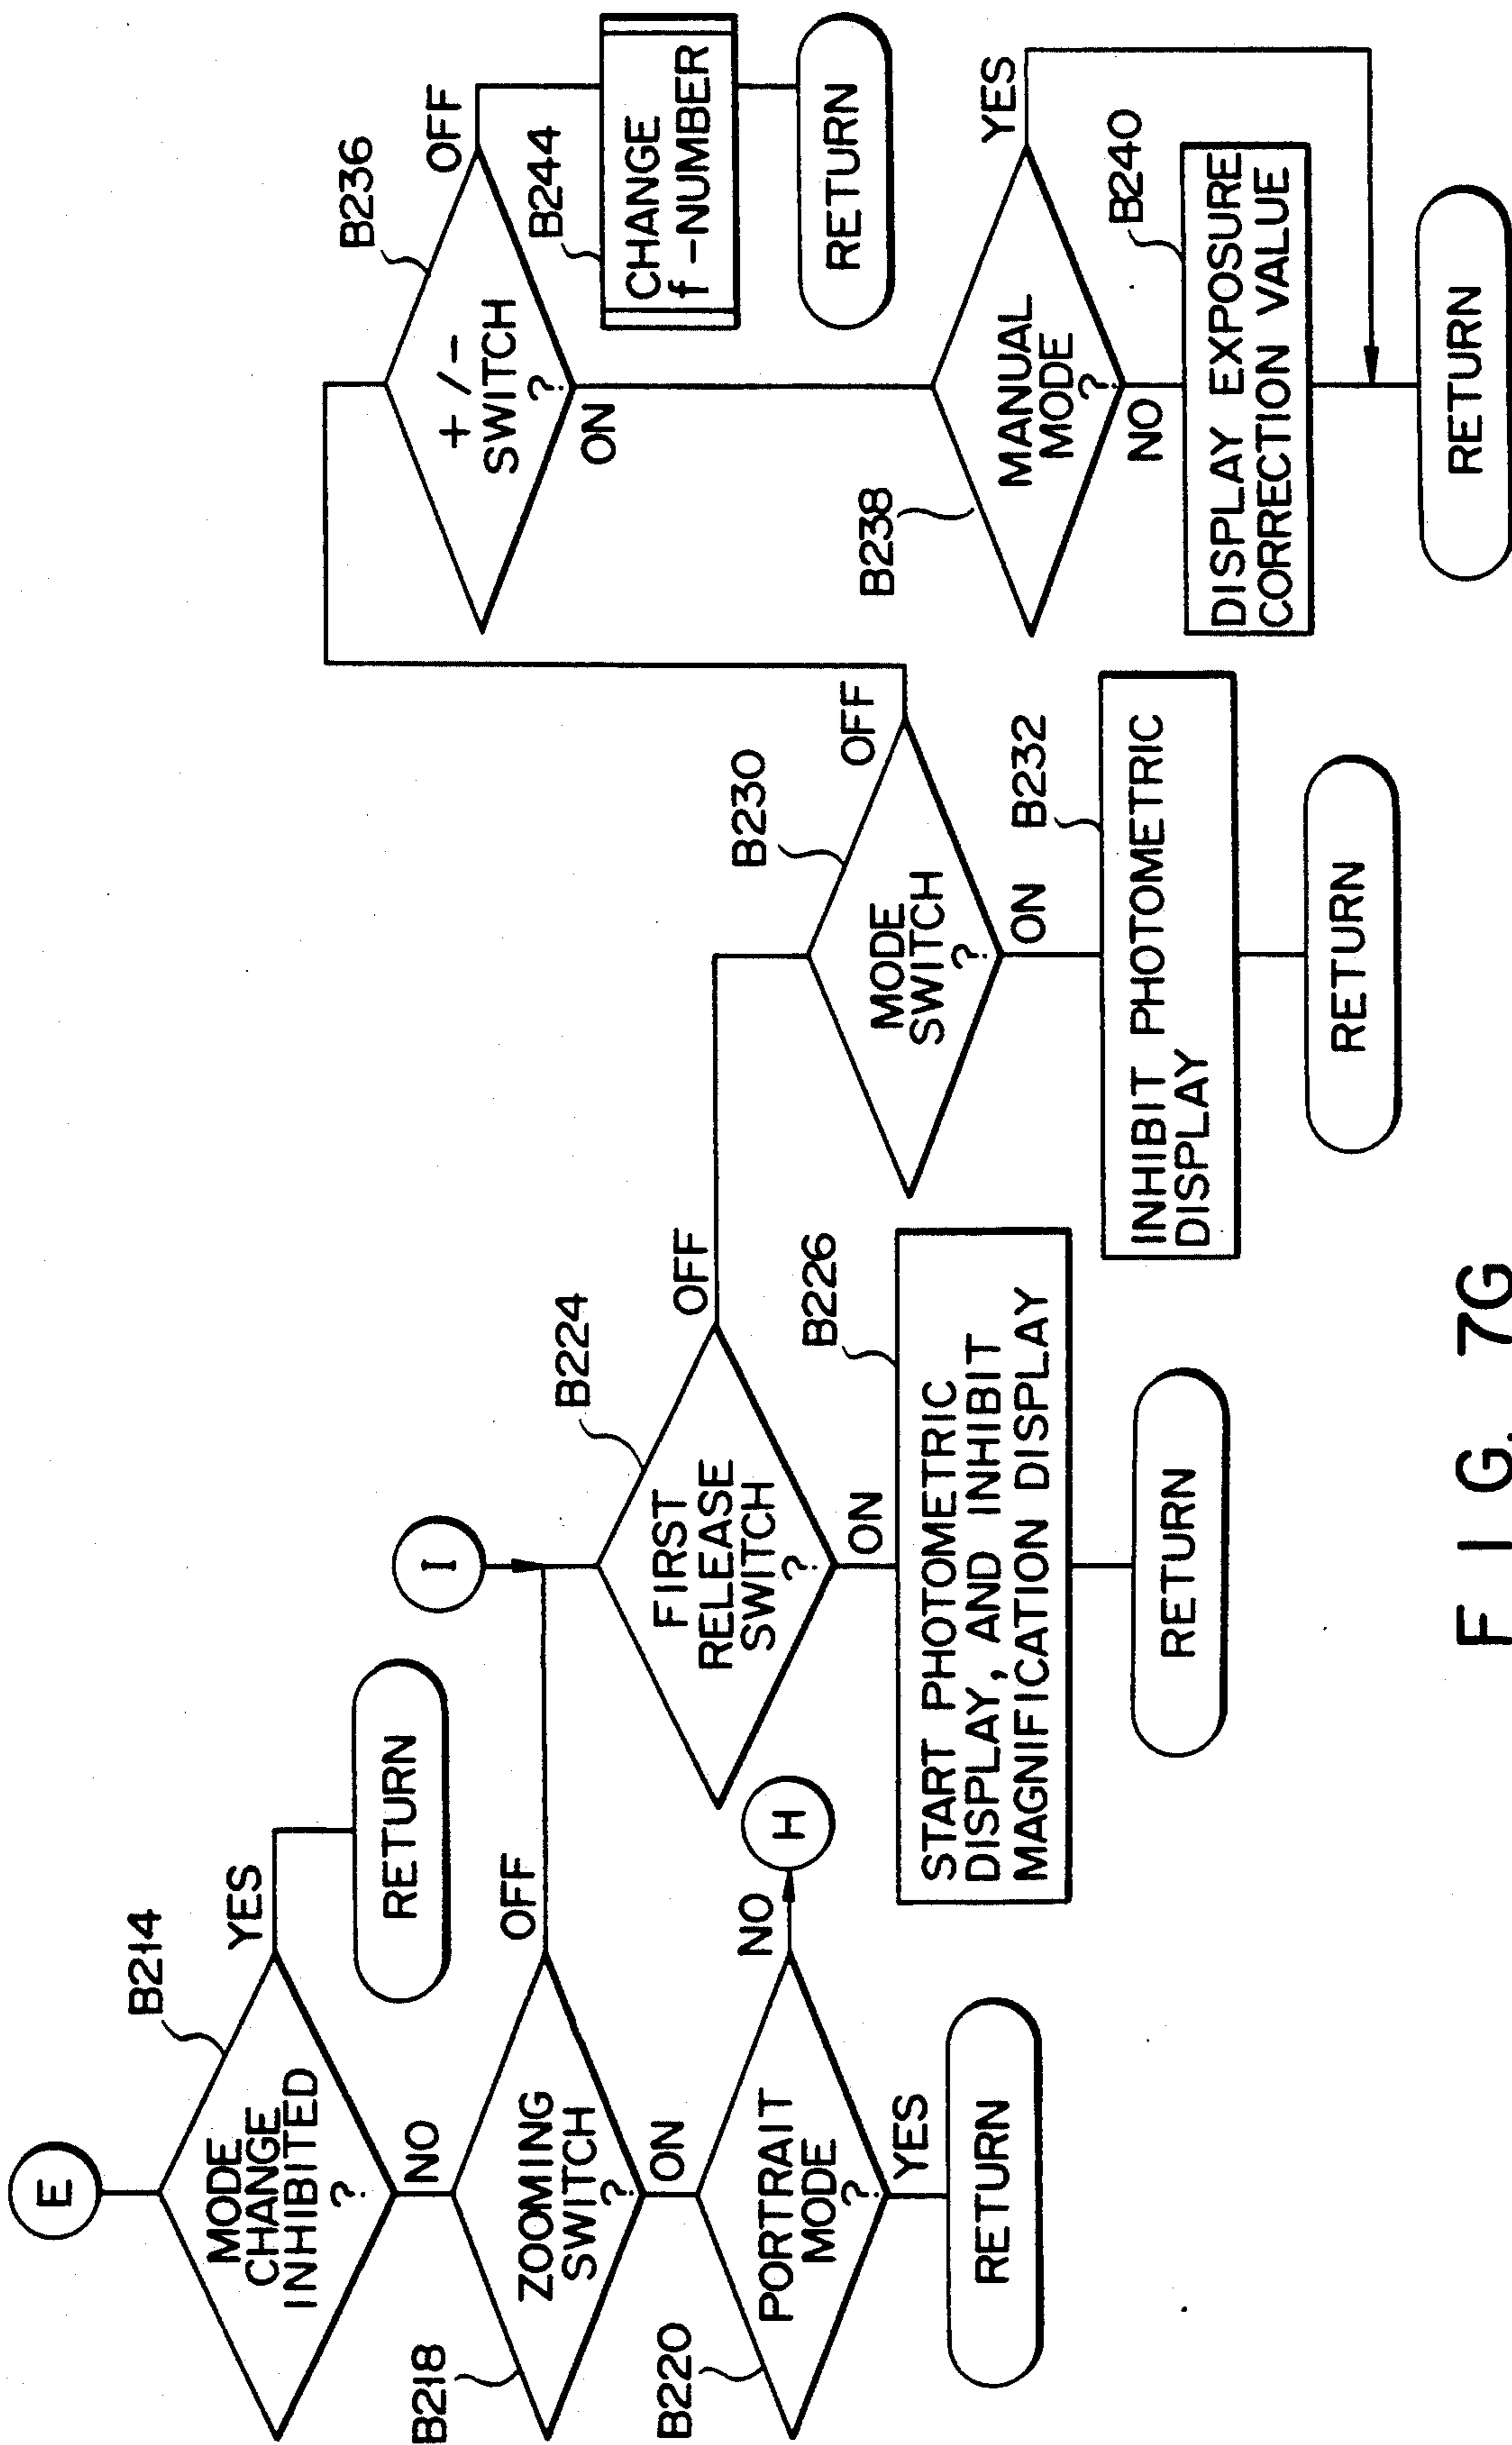 E
B214
MODE
CHANGE
INHIBITED
?
YES
RETURN
NO
B218
ZOOMING
SWITCH
?
OFF
ON
B220
PORTRAIT
MODE
?
NO
H
YES
RETURN
I
B224
FIRST
RELEASE
SWITCH
?
OFF
ON
B226
START PHOTOMETRIC
DISPLAY, AND INHIBIT
MAGNIFICATION DISPLAY
RETURN
B230
MODE
SWITCH
?
OFF
ON
B232
INHIBIT PHOTOMETRIC
DISPLAY
RETURN
B236
+/-
SWITCH
?
OFF
B244
CHANGE
f-NUMBER
RETURN
ON
B238
MANUAL
MODE
?
YES
NO
B240
DISPLAY EXPOSURE
CORRECTION VALUE
RETURN
FIG. 7G